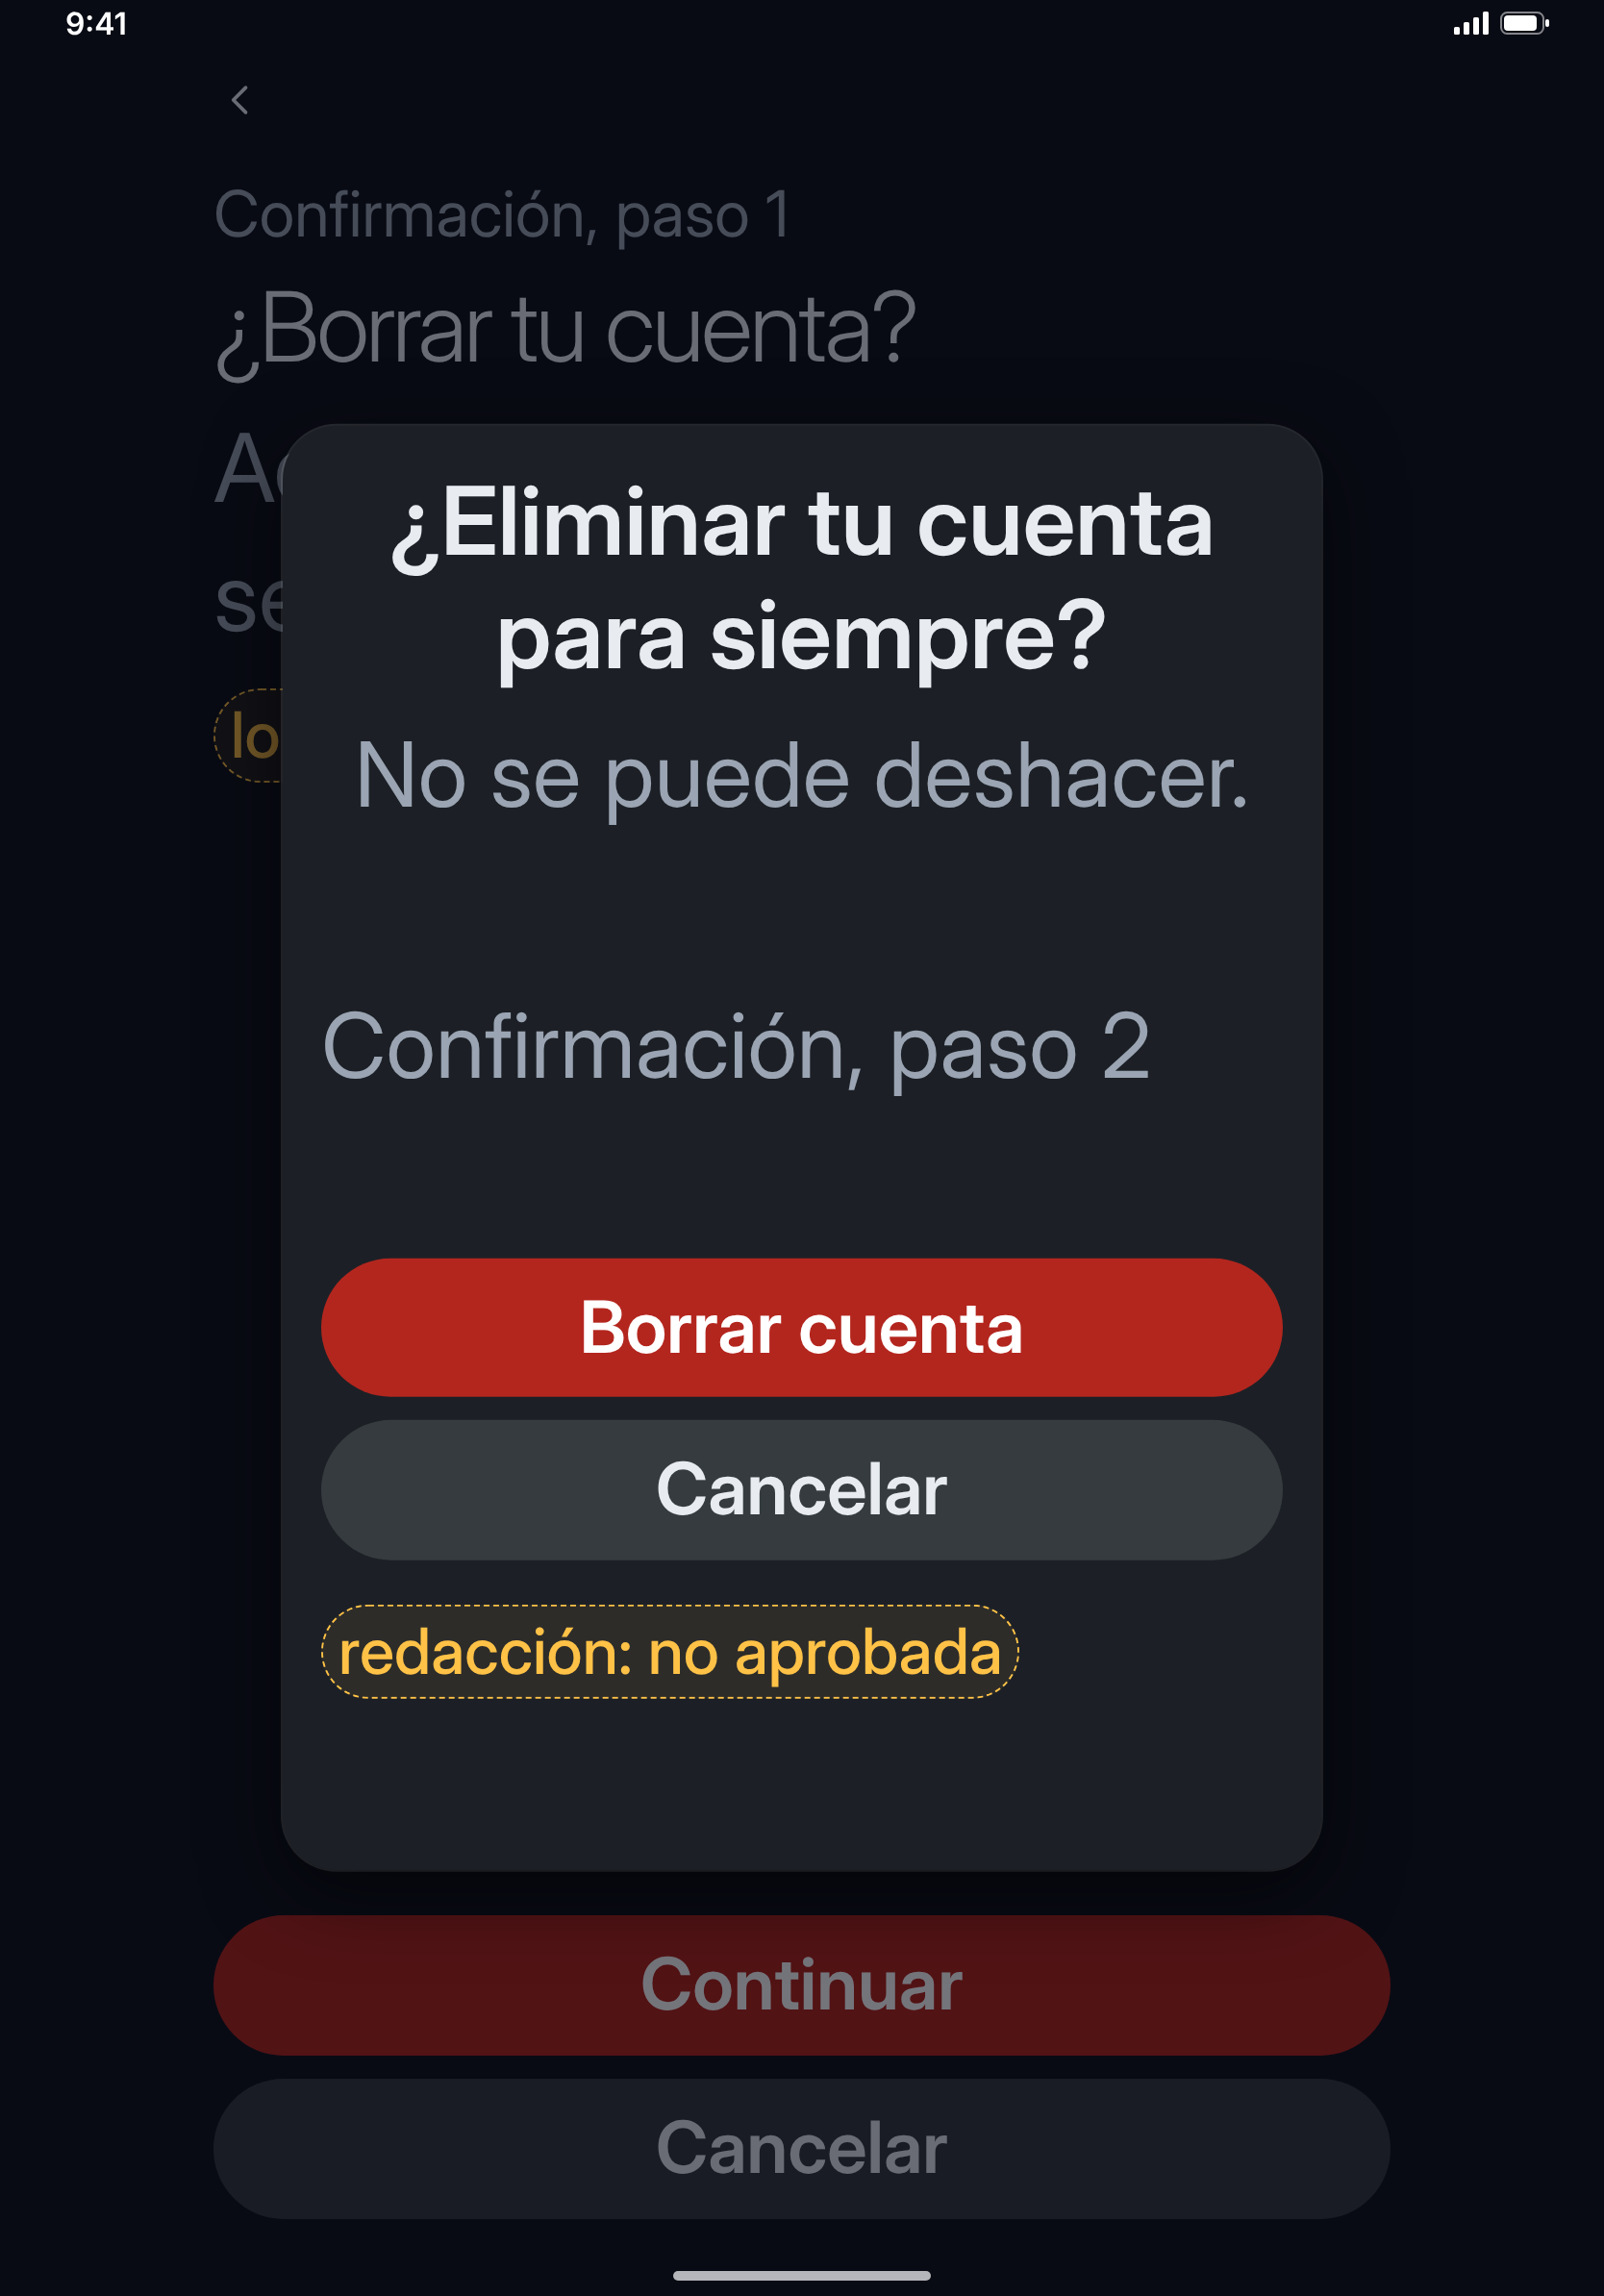 9:41
Confirmación, paso 1
¿Borrar tu cuenta?
¿Eliminar tu cuenta
para siempre?
No se puede deshacer.
Confirmación, paso 2
Borrar cuenta
Cancelar
redacción: no aprobada
Continuar
Cancelar